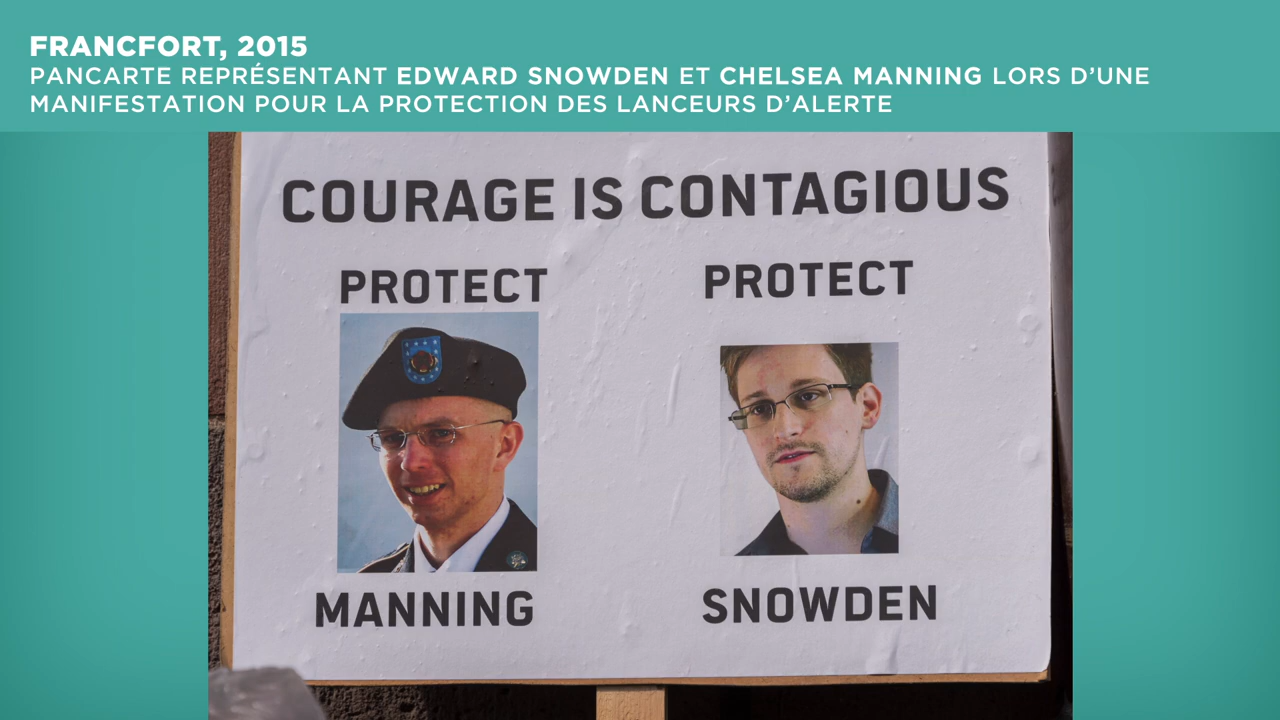 FRANCFORT, 2015
PANCARTE REPRÉSENTANT EDWARD SNOWDEN ET CHELSEA MANNING LORS D’UNE
MANIFESTATION POUR LA PROTECTION DES LANCEURS D’ALERTE
COURAGE IS CONTAGIOUS
PROTECT
MANNING
PROTECT
SNOWDEN